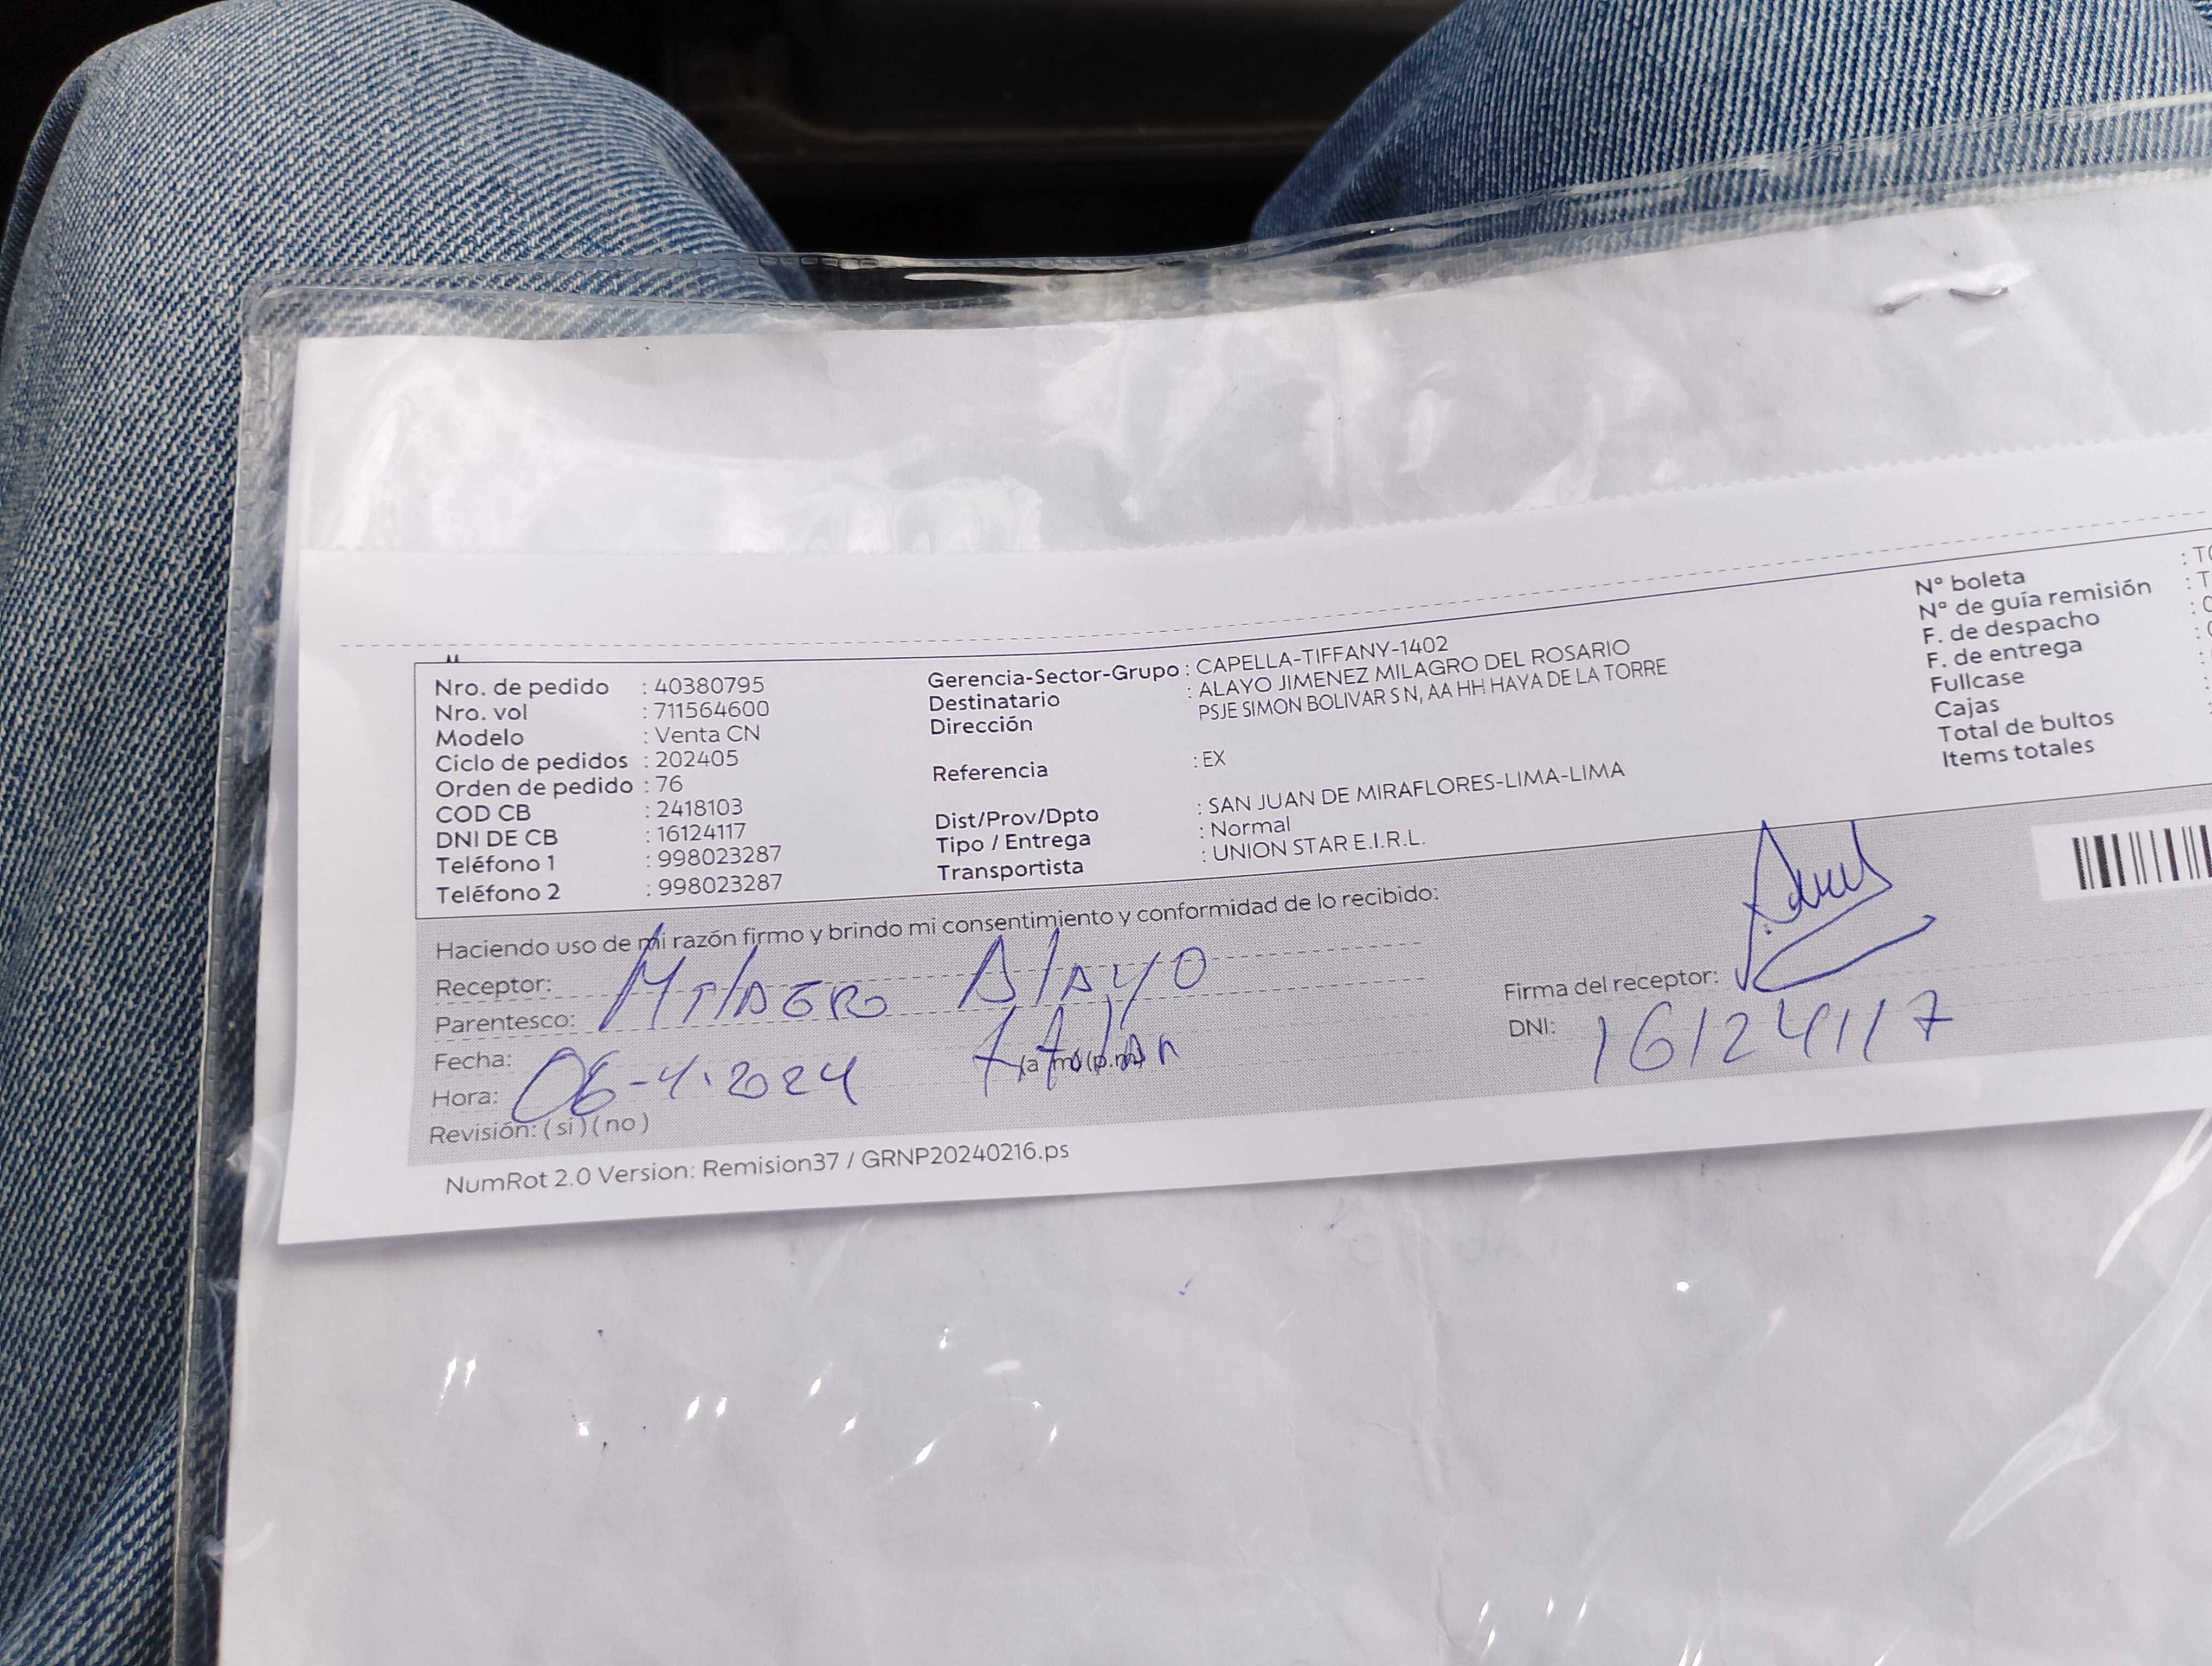 Nro. de pedido : 40380795
Nro. vol : 711564600
Modelo : Venta CN
Ciclo de pedidos : 202405
Orden de pedido : 76
COD CB : 2418103
DNI DE CB : 16124117
Teléfono 1 : 998023287
Teléfono 2 : 998023287
Gerencia-Sector-Grupo : CAPELLA-TIFFANY-1402
Destinatario : ALAYO JIMENEZ MILAGRO DEL ROSARIO
Dirección PSJE SIMON BOLIVAR S N, AA HH HAYA DE LA TORRE
Referencia : EX
Dist/Prov/Dpto : SAN JUAN DE MIRAFLORES-LIMA-LIMA
Tipo / Entrega : Normal
Transportista : UNION STAR E.I.R.L.
N° boleta
N° de guía remisión
F. de despacho
F. de entrega
Fullcase
Cajas
Total de bultos
Items totales
Haciendo uso de mi razón firmo y brindo mi consentimiento y conformidad de lo recibido:
Receptor: MILAGRO ALAYO
Parentesco:
Fecha: 06-4-2024
Hora: (a.m) (p.m)
Revisión: ( si ) ( no )
Firma del receptor:
DNI: 16124117
NumRot 2.0 Version: Remision37 / GRNP20240216.ps